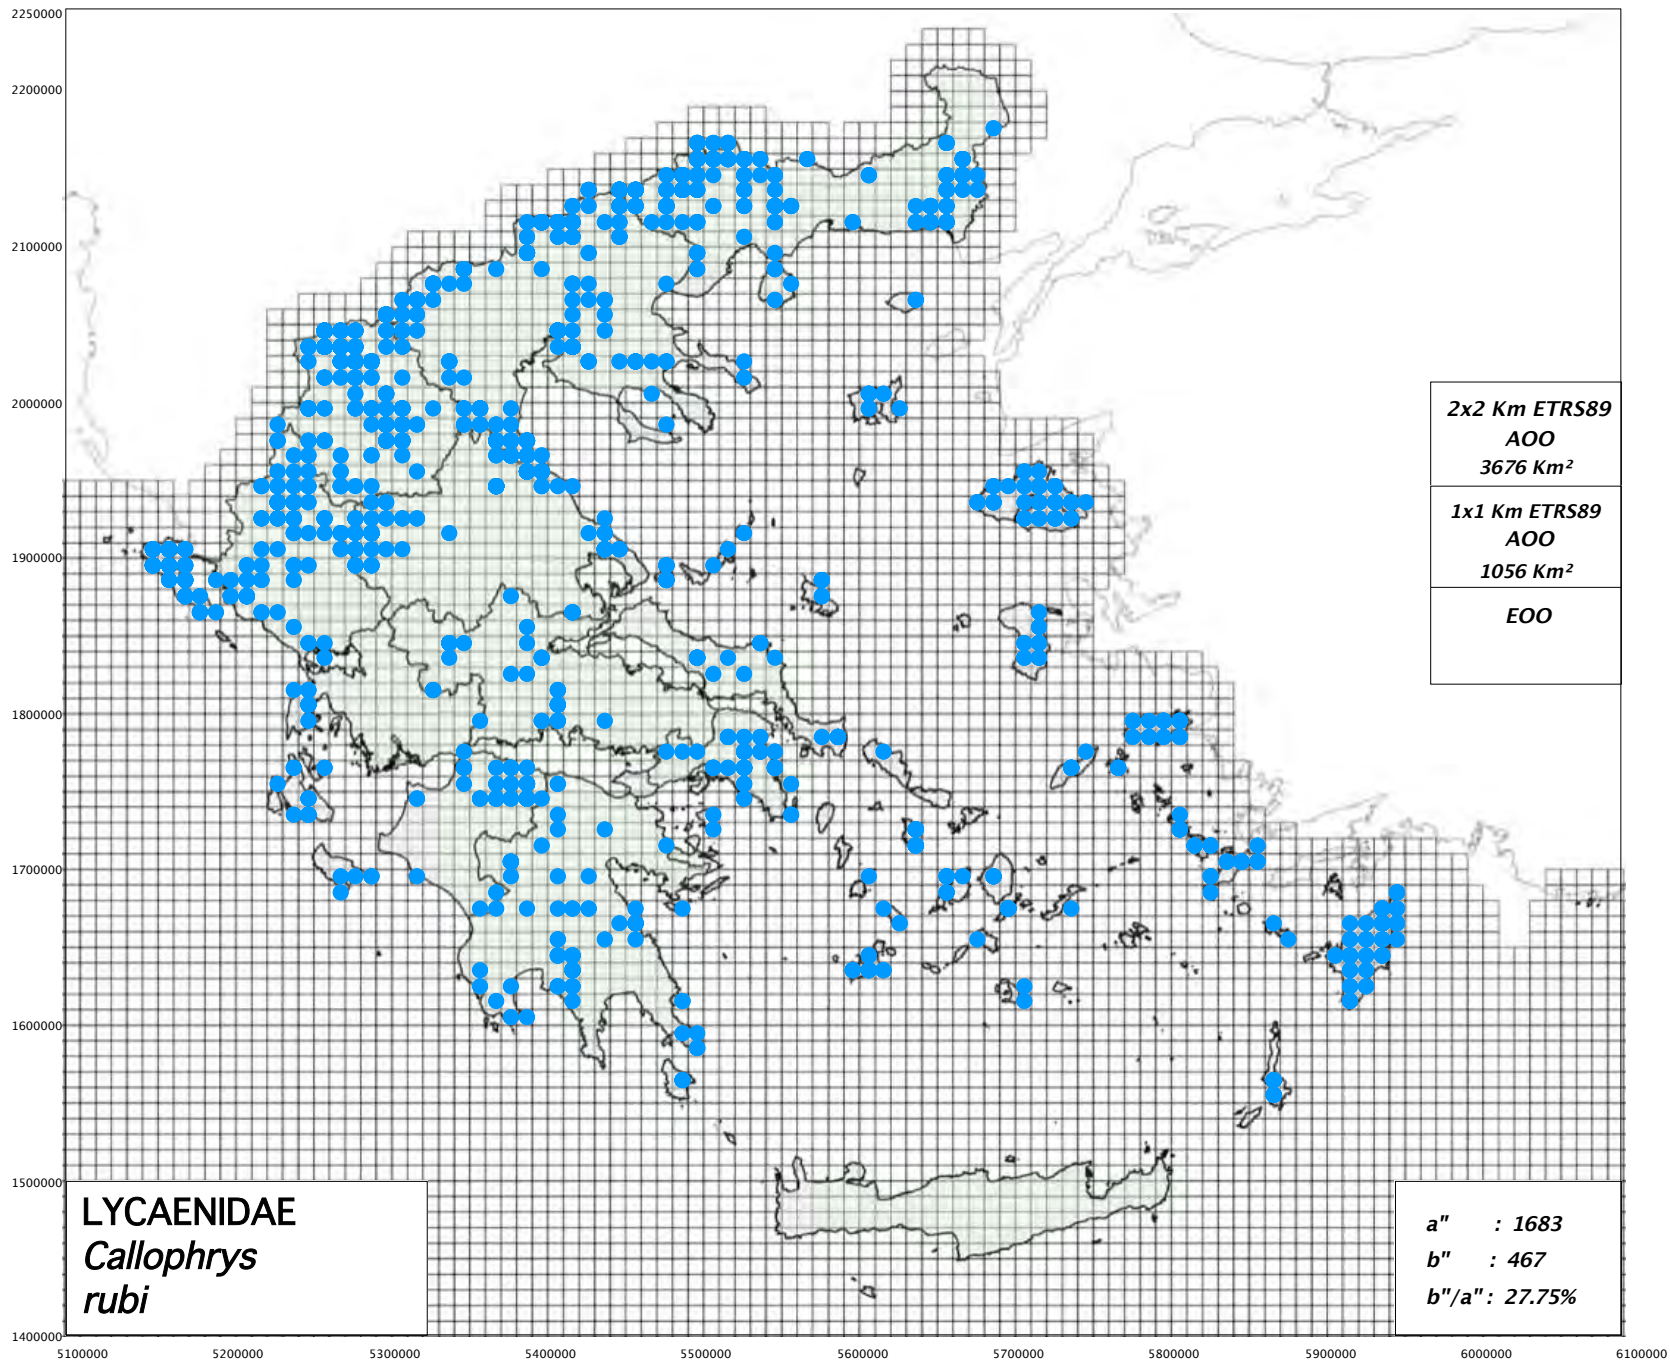 2250000
2200000
2100000
2000000
1900000
1800000
1700000
1600000
1500000
1400000
2x2 Km ETRS89
AOO
3676 Km²
1x1 Km ETRS89
AOO
1056 Km²
EOO
LYCAENIDAE
Callophrys
rubi
a" : 1683
b" : 467
b"/a" : 27.75%
5100000 5200000 5300000 5400000 5500000 5600000 5700000 5800000 5900000 6000000 6100000